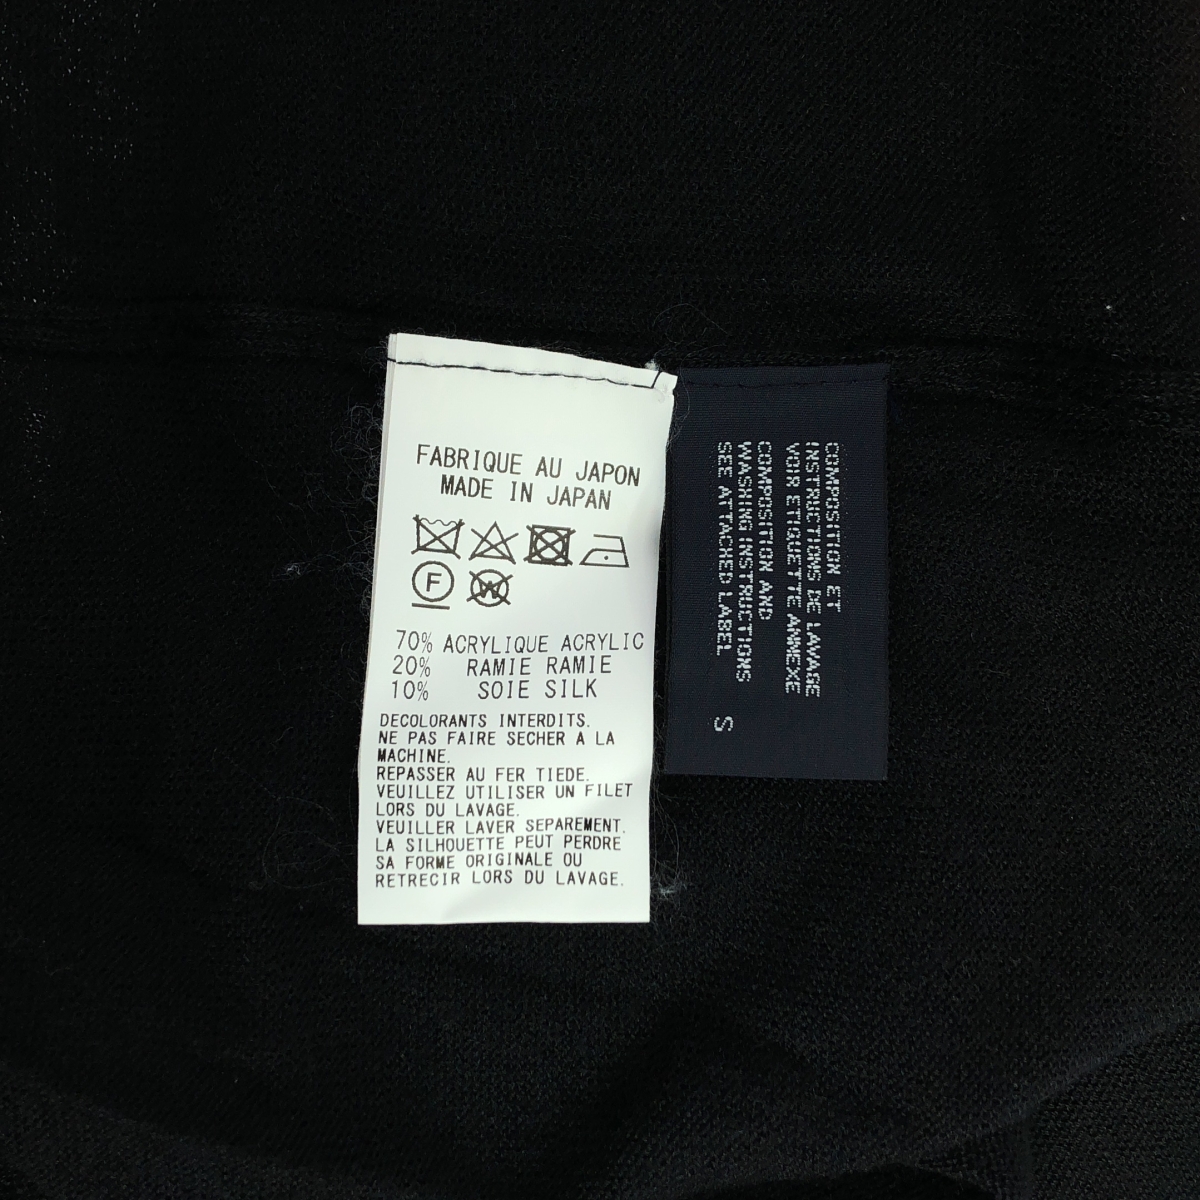 FABRIQUE AU JAPON
MADE IN JAPAN
F W
70% ACRYLIQUE ACRYLIC
20% RAMIE RAMIE
10% SOIE SILK
DECOLORANTS INTERDITS.
NE PAS FAIRE SECHER A LA
MACHINE.
REPASSER AU FER TIEDE.
VEUILLEZ UTILISER UN FILET
LORS DU LAVAGE.
VEUILLER LAVER SEPAREMENT.
LA SILHOUETTE PEUT PERDRE
SA FORME ORIGINALE OU
RETRECIR LORS DU LAVAGE.
COMPOSITION ET
INSTRUCTIONS DE LAVAGE
VOIR ETIQUETTE ANNEXE
COMPOSITION AND
WASHING INSTRUCTIONS
SEE ATTACHED LABEL
S